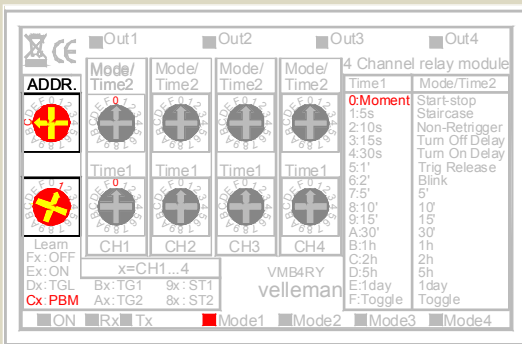 Out1 Out2 Out3 Out4
CE
4 Channel relay module
ADDR.
Mode/ Time2 Mode/ Time2 Mode/ Time2 Mode/ Time2
Time1 Time1 Time1 Time1
CH1 CH2 CH3 CH4
Learn
Fx:OFF
Ex:ON
Dx:TGL
Cx:PBM
x=CH1...4
Bx:TG1 9x:ST1
Ax:TG2 8x:ST2
VMB4RY
velleman
Time1 Mode/Time2
0:Moment Start-stop
1:5s Staircase
2:10s Non-Retrigger
3:15s Turn Off Delay
4:30s Turn On Delay
5:1' Trig Release
6:2' Blink
7:5' 5'
8:10' 10'
9:15' 15'
A:30' 30'
B:1h 1h
C:2h 2h
D:5h 5h
E:1day 1day
F:Toggle Toggle
ON Rx Tx Mode1 Mode2 Mode3 Mode4